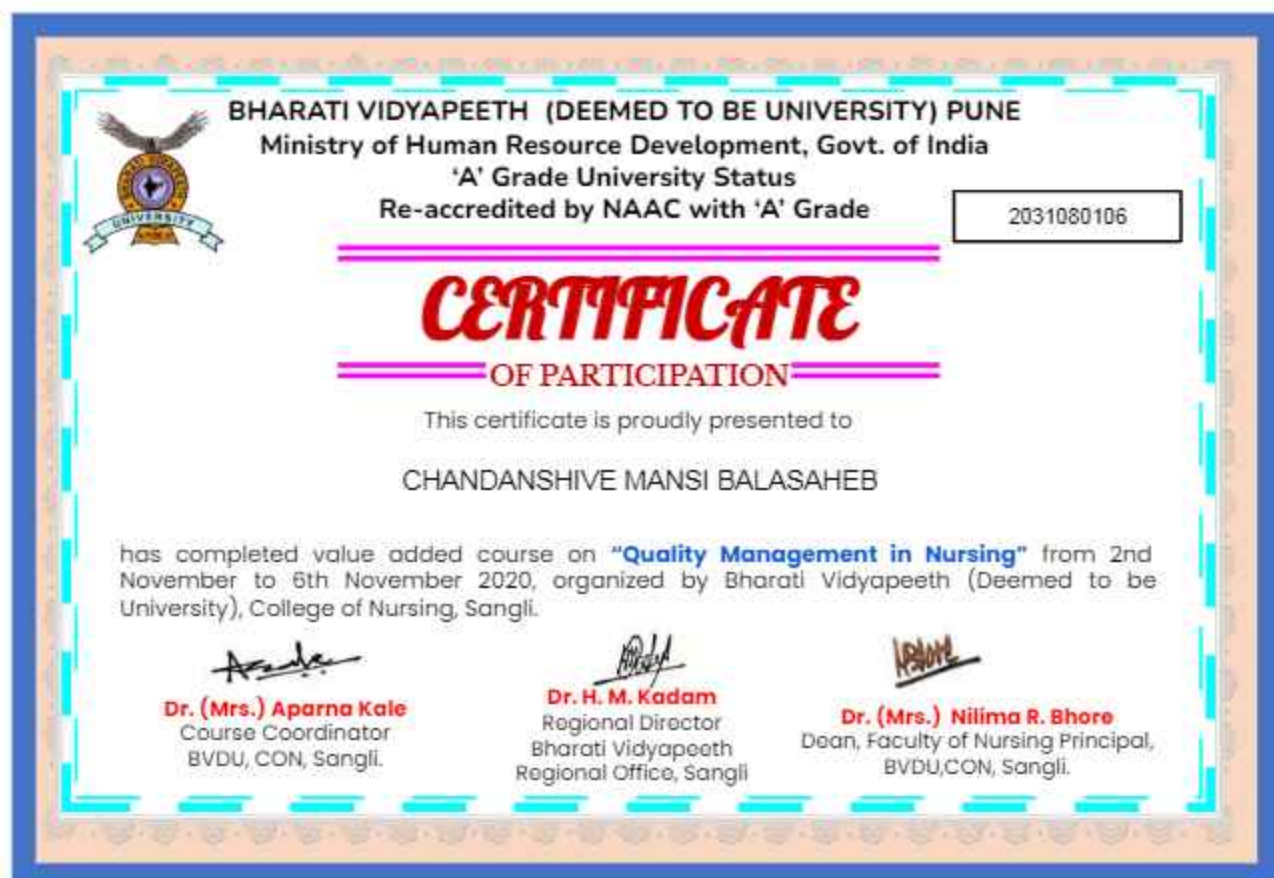 BHARATI VIDYAPEETH (DEEMED TO BE UNIVERSITY) PUNE
Ministry of Human Resource Development, Govt. of India
‘A’ Grade University Status
Re-accredited by NAAC with ‘A’ Grade
2031080106
BHARATI VIDYAPEETH
UNIVERSITY
CERTIFICATE
OF PARTICIPATION
This certificate is proudly presented to
CHANDANSHIVE MANSI BALASAHEB
has completed value added course on “Quality Management in Nursing” from 2nd
November to 6th November 2020, organized by Bharati Vidyapeeth (Deemed to be
University), College of Nursing, Sangli.
Dr. (Mrs.) Aparna Kale
Course Coordinator
BVDU, CON, Sangli.
Dr. H. M. Kadam
Regional Director
Bharati Vidyapeeth
Regional Office, Sangli
Dr. (Mrs.) Nilima R. Bhore
Dean, Faculty of Nursing Principal,
BVDU,CON, Sangli.